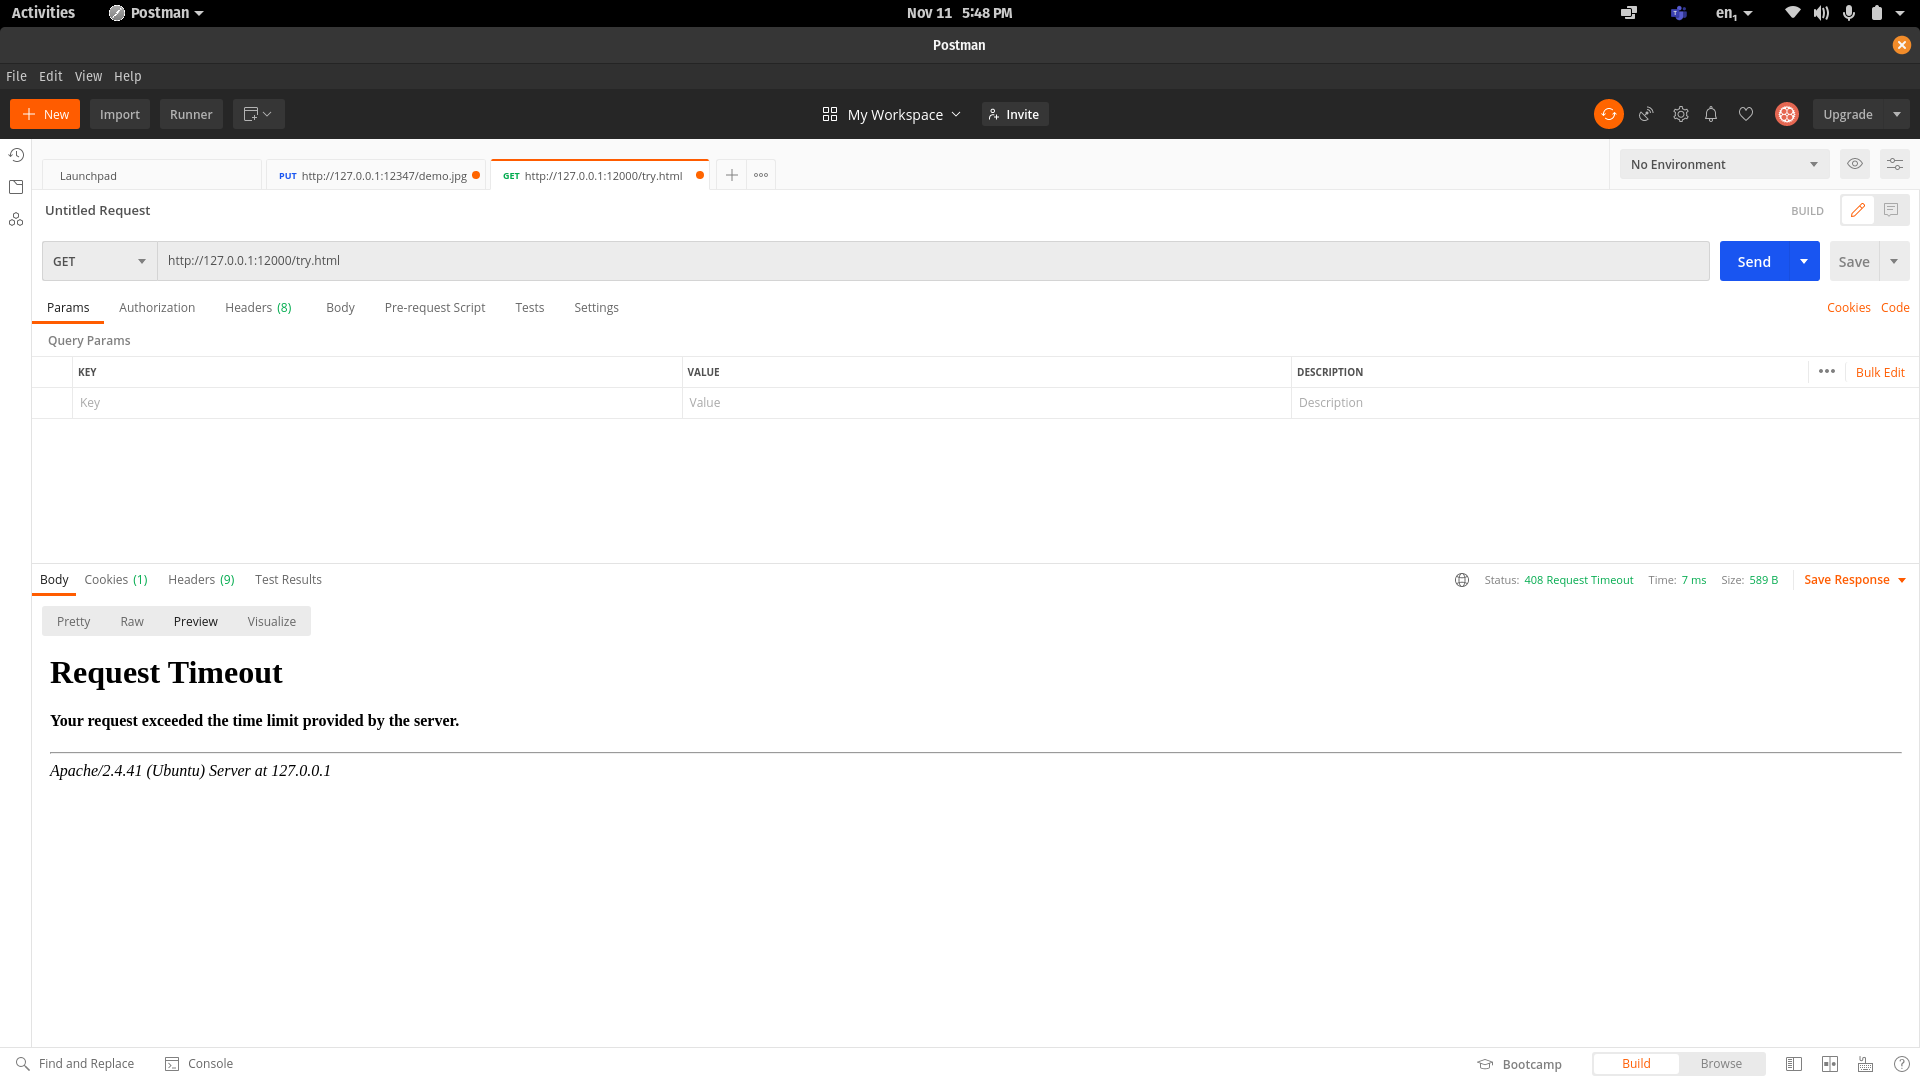 Activities Postman Nov 11 5:48 PM en1
Postman
File Edit View Help
New Import Runner My Workspace Invite Upgrade
Launchpad PUT http://127.0.0.1:12347/demo.jpg GET http://127.0.0.1:12000/try.html No Environment
Untitled Request BUILD
GET http://127.0.0.1:12000/try.html Send Save
Params Authorization Headers (8) Body Pre-request Script Tests Settings Cookies Code
Query Params
KEY VALUE DESCRIPTION Bulk Edit
Key Value Description
Body Cookies (1) Headers (9) Test Results Status: 408 Request Timeout Time: 7 ms Size: 589 B Save Response
Pretty Raw Preview Visualize
Request Timeout
Your request exceeded the time limit provided by the server.
Apache/2.4.41 (Ubuntu) Server at 127.0.0.1
Find and Replace Console Bootcamp Build Browse